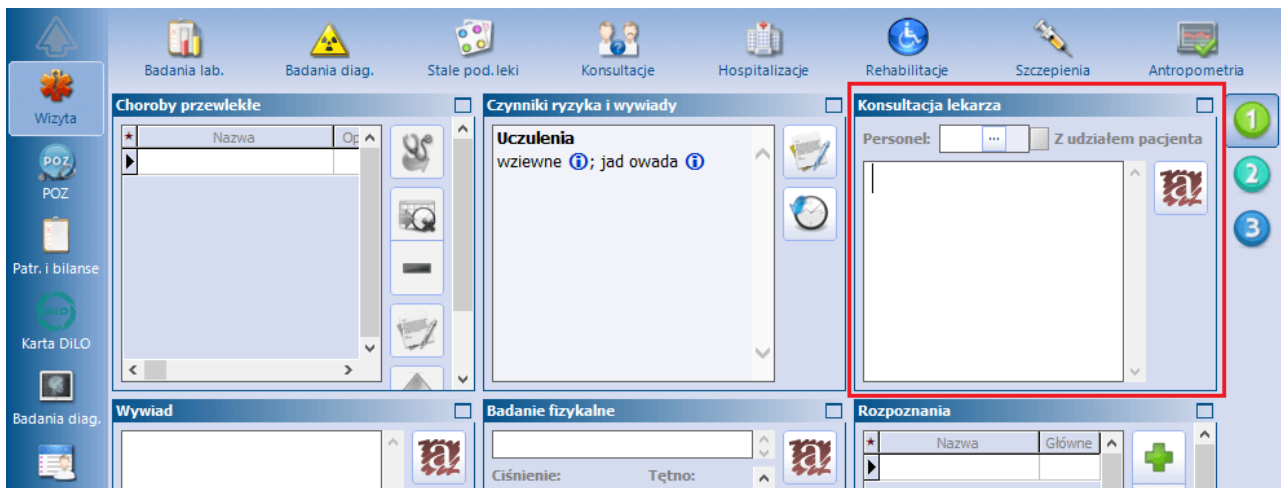 Badania lab. Badania diag. Stale pod. leki Konsultacje Hospitalizacje Rehabilitacje Szczepienia Antropometria
Wizyta
POZ
POZ
Patr. i bilanse
DiLO
Karta DiLO
Badania diag.
Choroby przewlekłe
* Nazwa Op
Czynniki ryzyka i wywiady
Uczulenia
wziewne i; jad owada i
Konsultacja lekarza
Personel: ... Z udziałem pacjenta
a
1
2
3
Wywiad
a
Badanie fizykalne
a
Ciśnienie: Tętno:
Rozpoznania
* Nazwa Główne